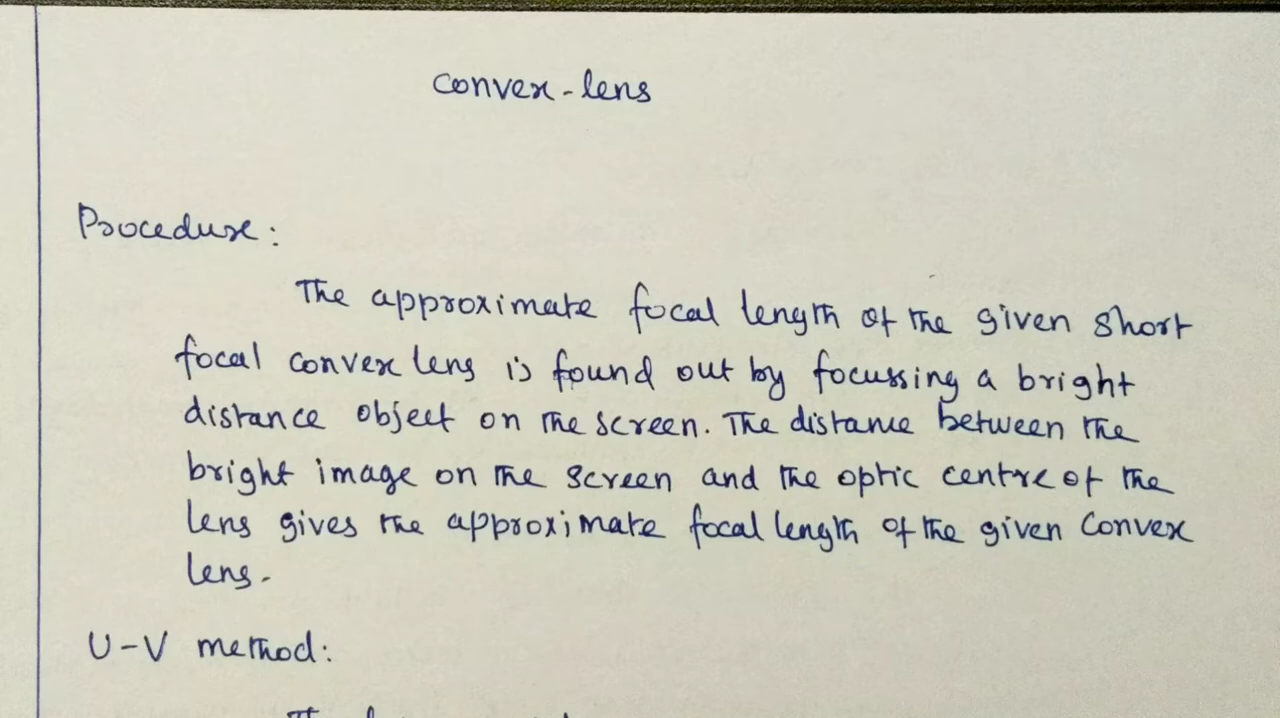 convex-lens
Procedure:
The approximate focal length of the given short
focal convex lens is found out by focussing a bright
distance object on the screen. The distance between the
bright image on the screen and the optic centre of the
lens gives the approximate focal length of the given convex
lens.
U-V method: